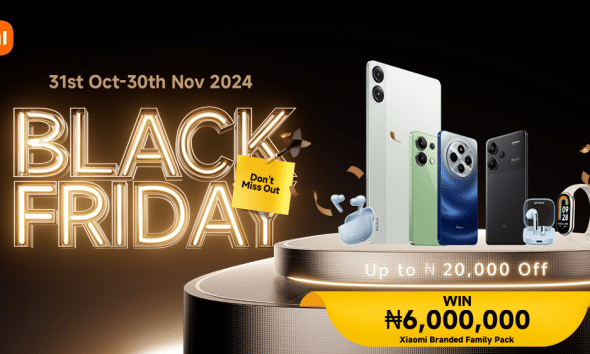 31st Oct-30th Nov 2024
BLACK
FRIDAY
Don't
Miss Out
Up to ₦ 20,000 Off
WIN
₦6,000,000
Xiaomi Branded Family Pack